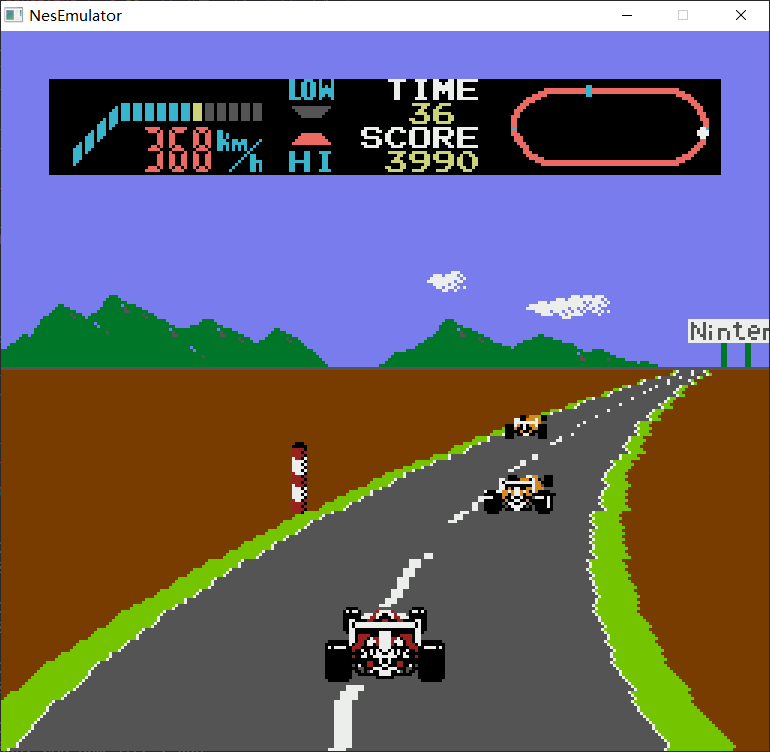 NesEmulator
LOW
TIME
36
368 km/h
SCORE
HI
3990
Ninten